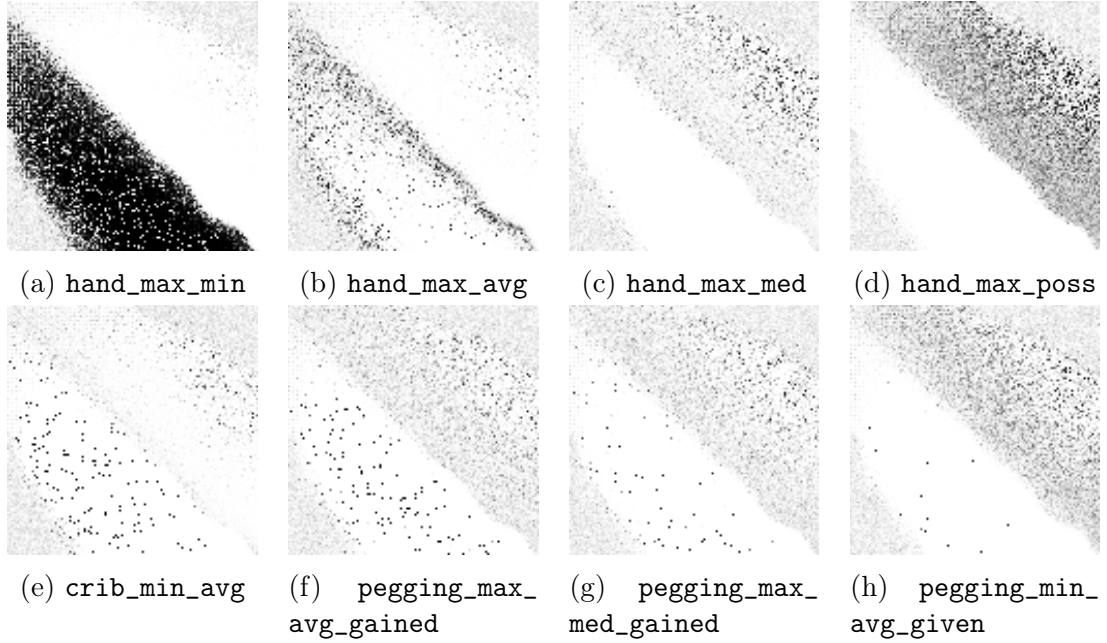 (a) hand_max_min (b) hand_max_avg (c) hand_max_med (d) hand_max_poss
(e) crib_min_avg (f) pegging_max_ (g) pegging_max_ (h) pegging_min_
avg_gained med_gained avg_given